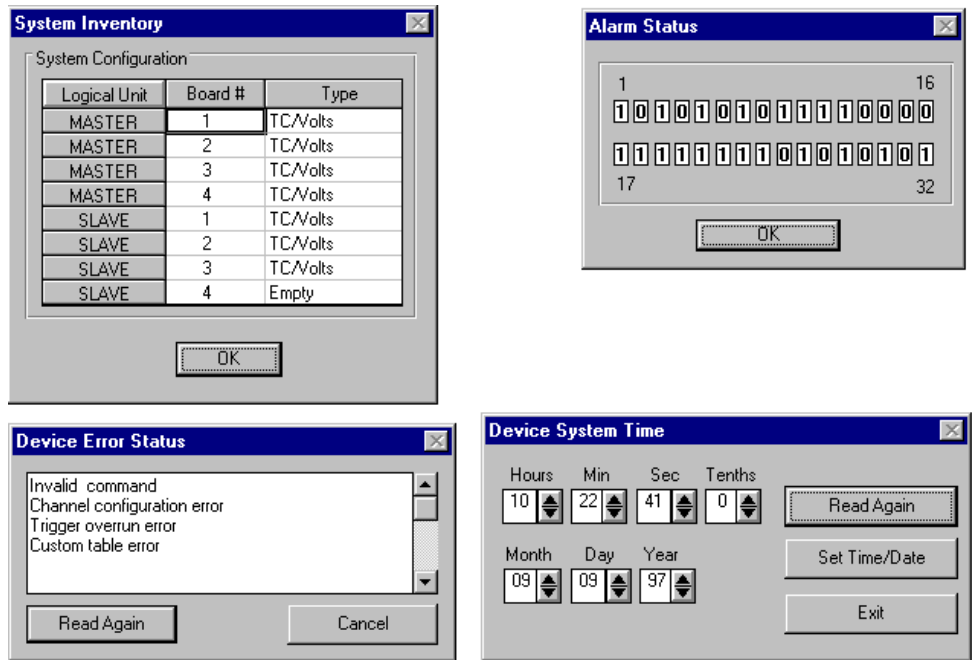 System Inventory
System Configuration
Logical Unit Board # Type
MASTER 1 TC/Volts
MASTER 2 TC/Volts
MASTER 3 TC/Volts
MASTER 4 TC/Volts
SLAVE 1 TC/Volts
SLAVE 2 TC/Volts
SLAVE 3 TC/Volts
SLAVE 4 Empty
OK
Alarm Status
1 16
1 0 1 0 1 0 1 0 1 1 1 1 0 0 0 0
1 1 1 1 1 1 1 1 0 1 0 1 0 1 0 1
17 32
OK
Device Error Status
Invalid command
Channel configuration error
Trigger overrun error
Custom table error
Read Again Cancel
Device System Time
Hours Min Sec Tenths
10 22 41 0
Read Again
Month Day Year
09 09 97
Set Time/Date
Exit